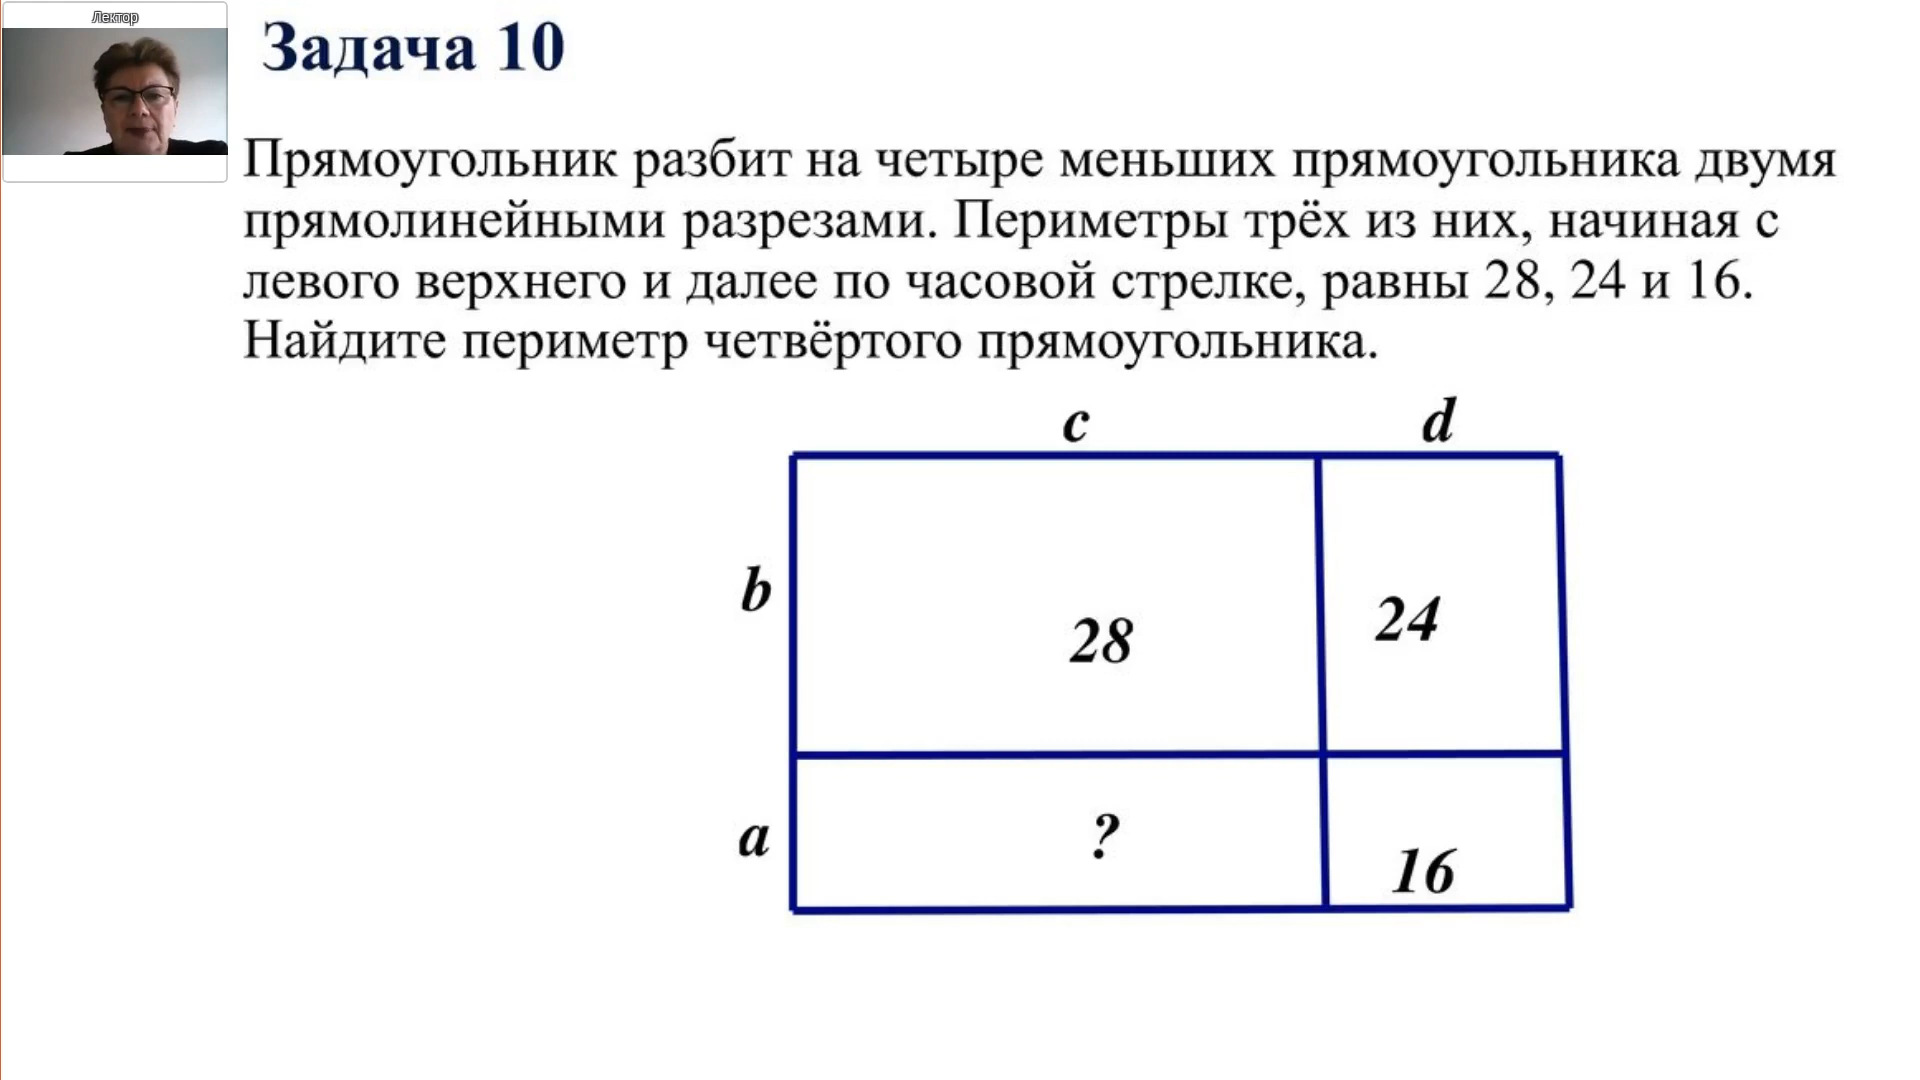 Лектор
Задача 10
Прямоугольник разбит на четыре меньших прямоугольника двумя
прямолинейными разрезами. Периметры трёх из них, начиная с
левого верхнего и далее по часовой стрелке, равны 28, 24 и 16.
Найдите периметр четвёртого прямоугольника.
c d
b
28 24
a ?
16